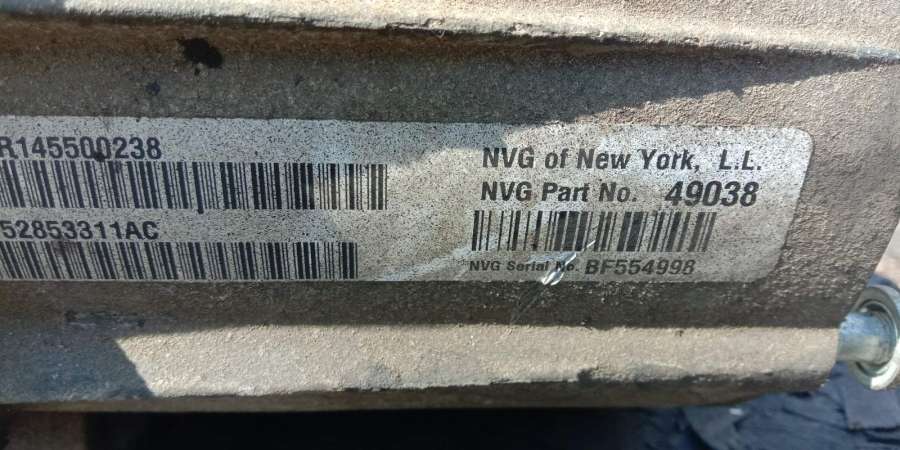 R145500238
52853311AC
NVG of New York, L.L.
NVG Part No. 49038
NVG Serial No. BF554998